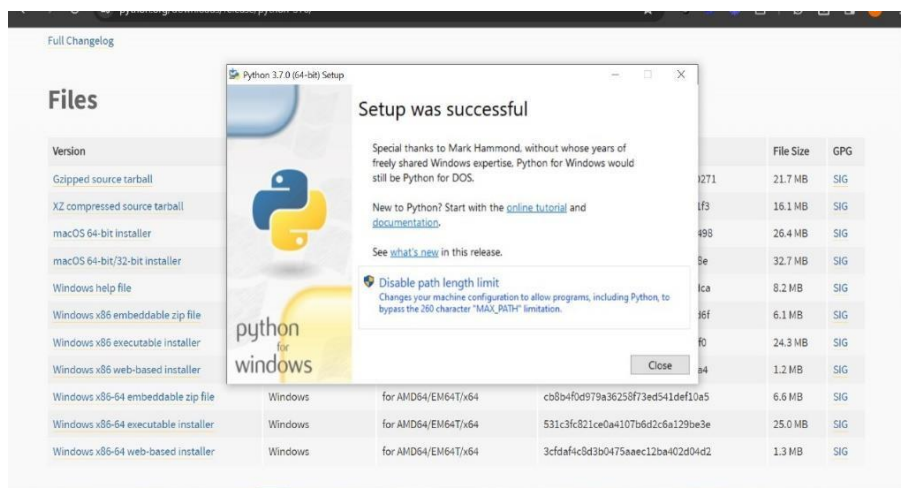 Full Changelog
Files
Python 3.7.0 (64-bit) Setup
Setup was successful
Special thanks to Mark Hammond, without whose years of
freely shared Windows expertise, Python for Windows would
still be Python for DOS.
New to Python? Start with the online tutorial and
documentation.
See what's new in this release.
Disable path length limit
Changes your machine configuration to allow programs, including Python, to
bypass the 260 character "MAX_PATH" limitation.
python
for
windows
Close
Version File Size GPG
Gzipped source tarball 21.7 MB SIG
XZ compressed source tarball 16.1 MB SIG
macOS 64-bit installer 26.4 MB SIG
macOS 64-bit/32-bit installer 32.7 MB SIG
Windows help file 8.2 MB SIG
Windows x86 embeddable zip file 6.1 MB SIG
Windows x86 executable installer 24.3 MB SIG
Windows x86 web-based installer 1.2 MB SIG
Windows x86-64 embeddable zip file Windows for AMD64/EM64T/x64 cb8b4f0d979a36258f73ed541def10a5 6.6 MB SIG
Windows x86-64 executable installer Windows for AMD64/EM64T/x64 531c3fc821ce0a4107b6d2c6a129be3e 25.0 MB SIG
Windows x86-64 web-based installer Windows for AMD64/EM64T/x64 3cfdaf4c8d3b0475aaec12ba402d04d2 1.3 MB SIG